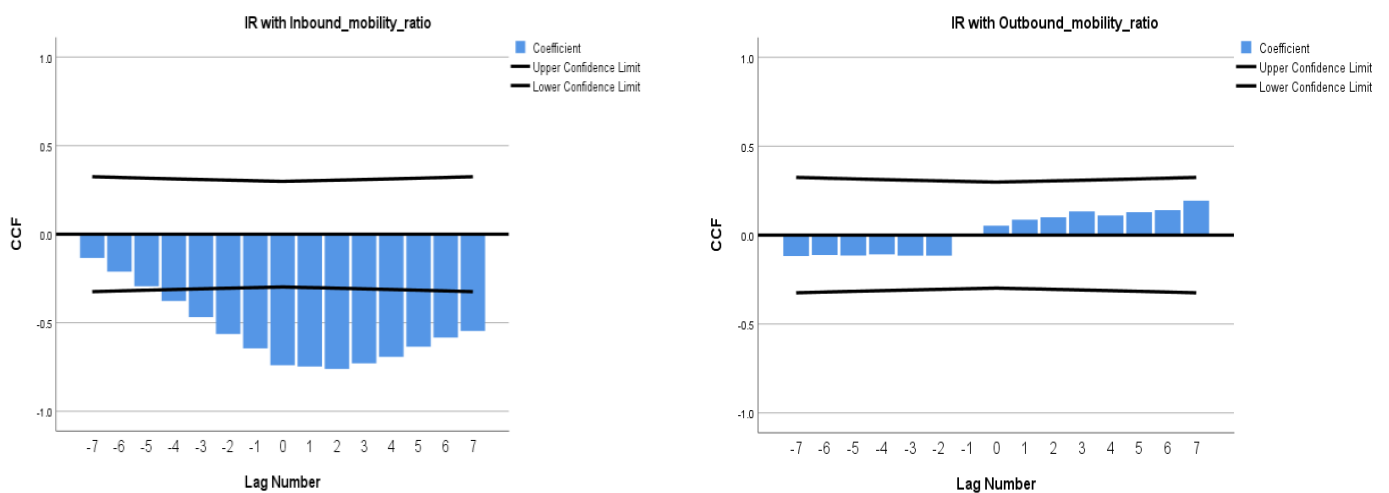 IR with Inbound_mobility_ratio
Coefficient
Upper Confidence Limit
Lower Confidence Limit
1.0
0.5
0.0
-0.5
-1.0
CCF
-7 -6 -5 -4 -3 -2 -1 0 1 2 3 4 5 6 7
Lag Number
IR with Outbound_mobility_ratio
Coefficient
Upper Confidence Limit
Lower Confidence Limit
1.0
0.5
0.0
-0.5
-1.0
CCF
-7 -6 -5 -4 -3 -2 -1 0 1 2 3 4 5 6 7
Lag Number